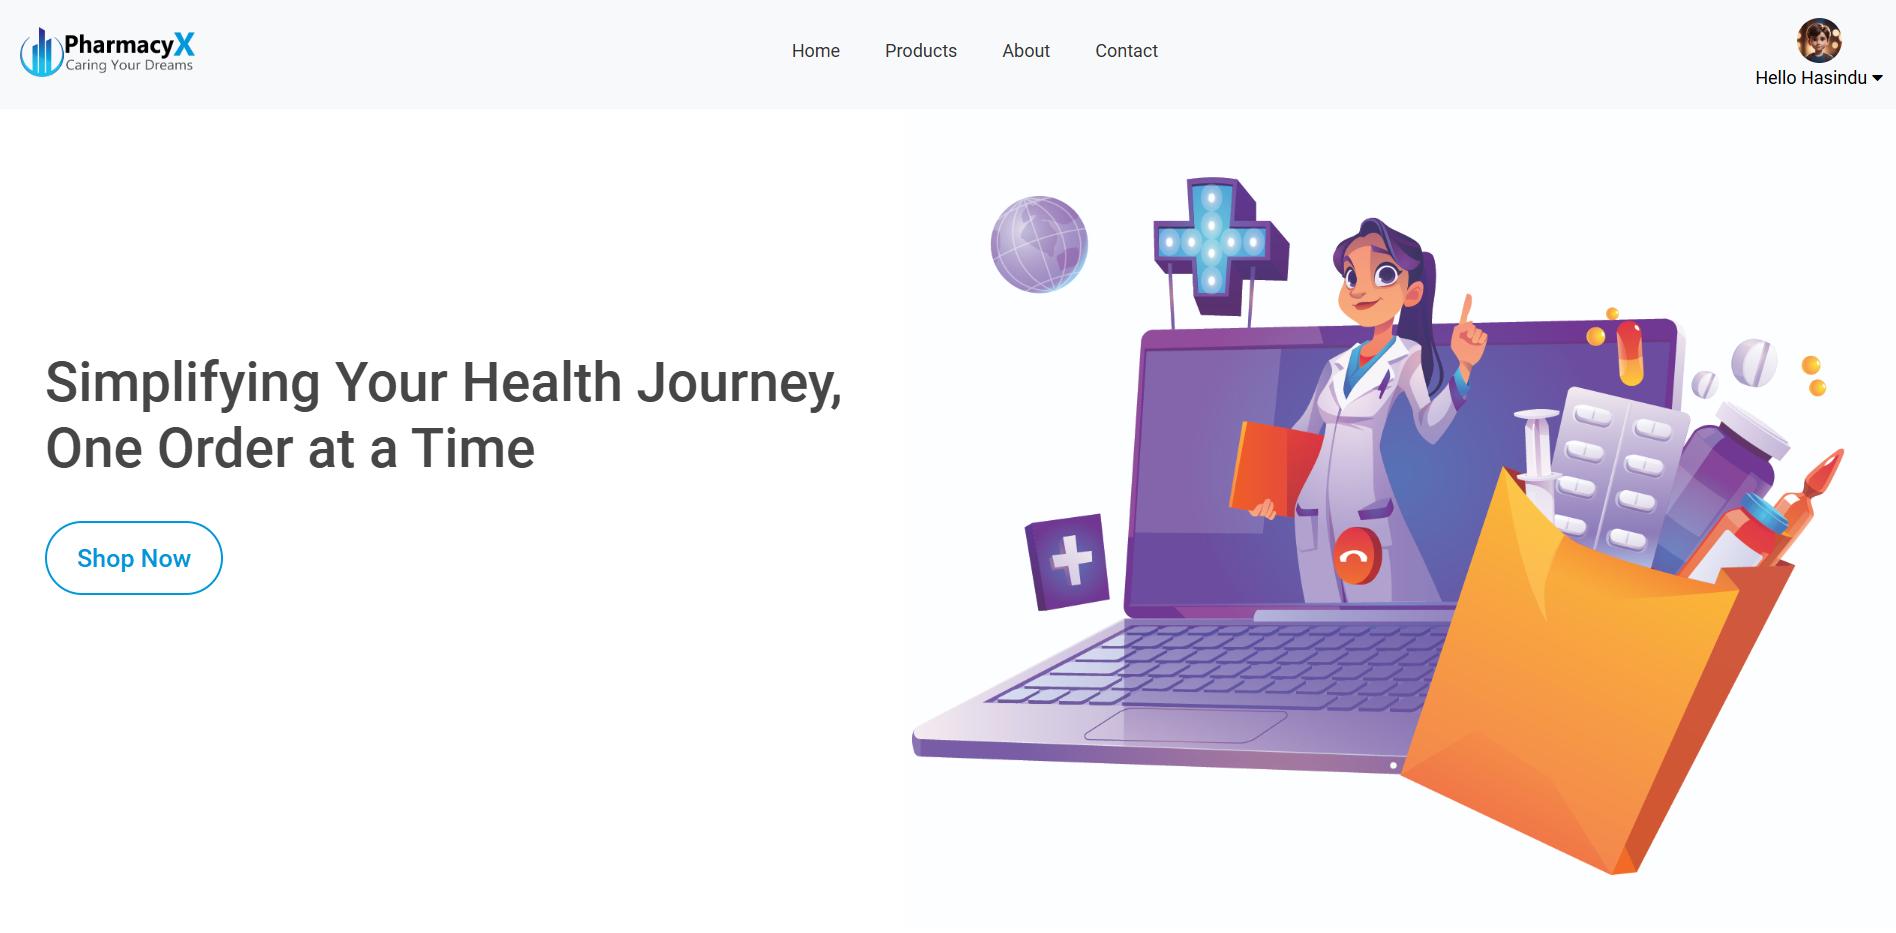 PharmacyX
Caring Your Dreams
Home
Products
About
Contact
Hello Hasindu
Simplifying Your Health Journey,
One Order at a Time
Shop Now